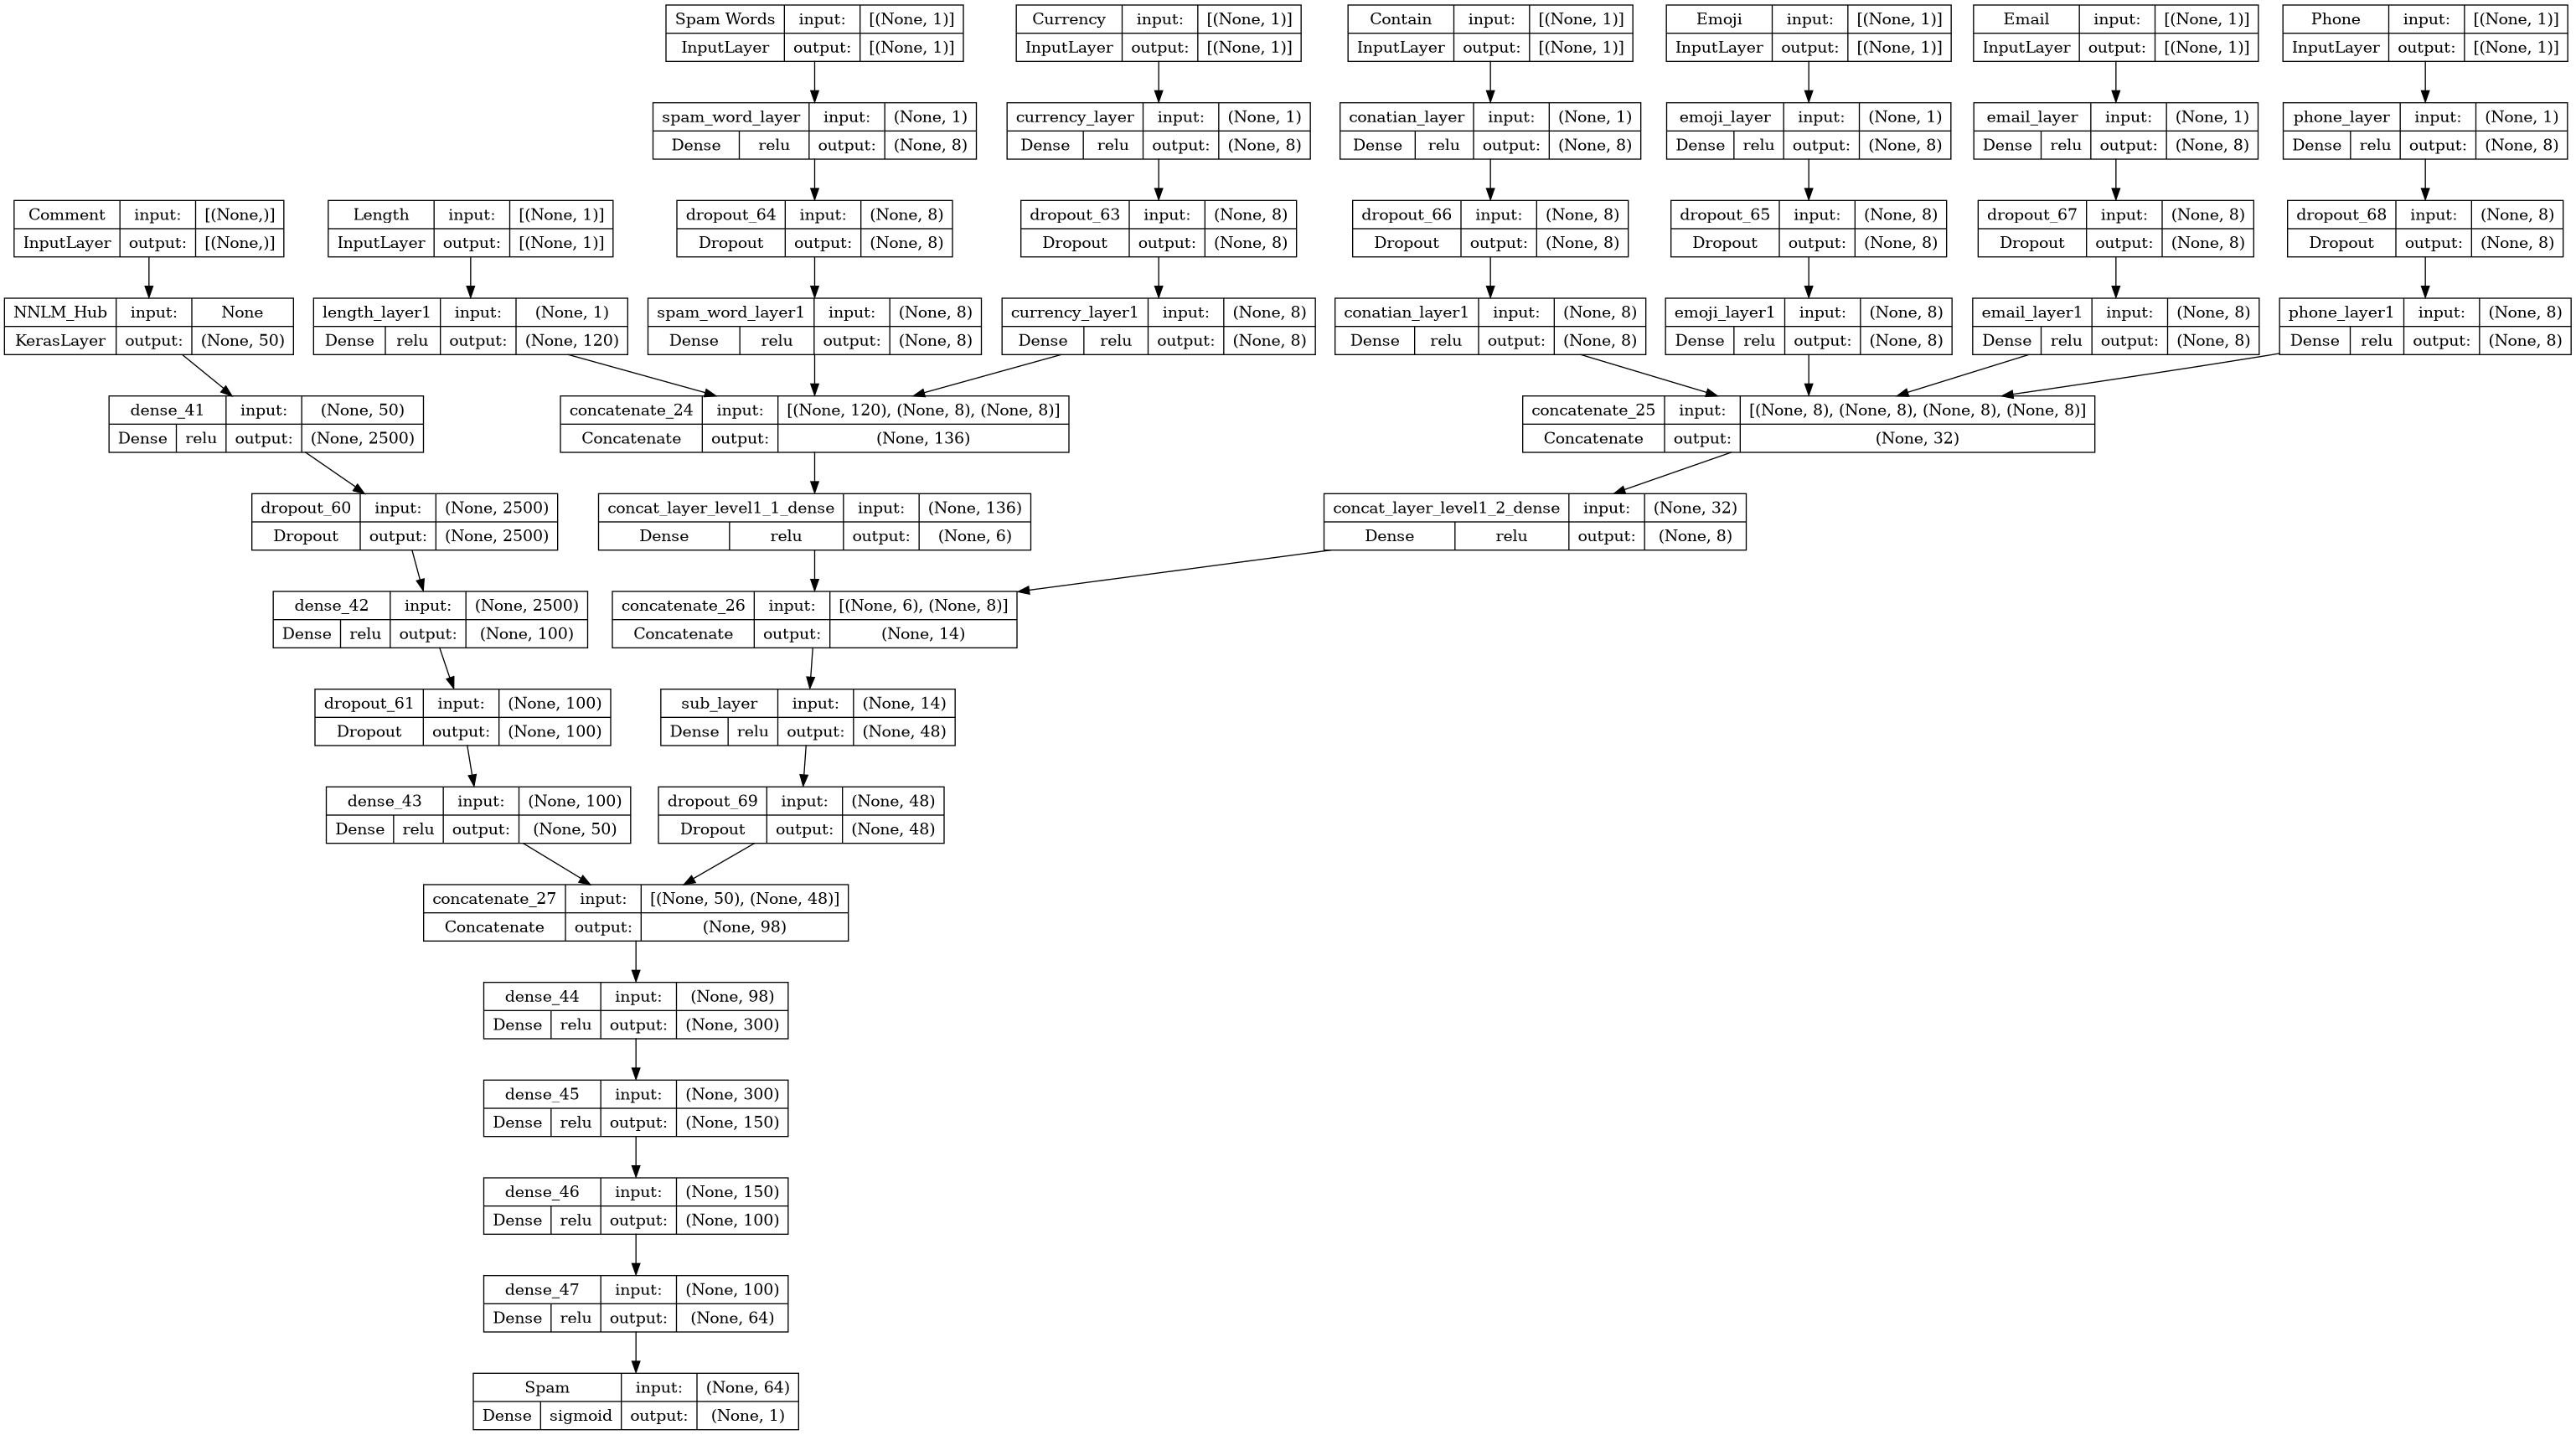 Spam Words input: [(None, 1)]
InputLayer output: [(None, 1)]
Currency input: [(None, 1)]
InputLayer output: [(None, 1)]
Contain input: [(None, 1)]
InputLayer output: [(None, 1)]
Emoji input: [(None, 1)]
InputLayer output: [(None, 1)]
Email input: [(None, 1)]
InputLayer output: [(None, 1)]
Phone input: [(None, 1)]
InputLayer output: [(None, 1)]
spam_word_layer input: (None, 1)
Dense relu output: (None, 8)
currency_layer input: (None, 1)
Dense relu output: (None, 8)
conatian_layer input: (None, 1)
Dense relu output: (None, 8)
emoji_layer input: (None, 1)
Dense relu output: (None, 8)
email_layer input: (None, 1)
Dense relu output: (None, 8)
phone_layer input: (None, 1)
Dense relu output: (None, 8)
Comment input: [(None,)]
InputLayer output: [(None,)]
Length input: [(None, 1)]
InputLayer output: [(None, 1)]
dropout_64 input: (None, 8)
Dropout output: (None, 8)
dropout_63 input: (None, 8)
Dropout output: (None, 8)
dropout_66 input: (None, 8)
Dropout output: (None, 8)
dropout_65 input: (None, 8)
Dropout output: (None, 8)
dropout_67 input: (None, 8)
Dropout output: (None, 8)
dropout_68 input: (None, 8)
Dropout output: (None, 8)
NNLM_Hub input: None
KerasLayer output: (None, 50)
length_layer1 input: (None, 1)
Dense relu output: (None, 120)
spam_word_layer1 input: (None, 8)
Dense relu output: (None, 8)
currency_layer1 input: (None, 8)
Dense relu output: (None, 8)
conatian_layer1 input: (None, 8)
Dense relu output: (None, 8)
emoji_layer1 input: (None, 8)
Dense relu output: (None, 8)
email_layer1 input: (None, 8)
Dense relu output: (None, 8)
phone_layer1 input: (None, 8)
Dense relu output: (None, 8)
dense_41 input: (None, 50)
Dense relu output: (None, 2500)
concatenate_24 input: [(None, 120), (None, 8), (None, 8)]
Concatenate output: (None, 136)
concatenate_25 input: [(None, 8), (None, 8), (None, 8), (None, 8)]
Concatenate output: (None, 32)
dropout_60 input: (None, 2500)
Dropout output: (None, 2500)
concat_layer_level1_1_dense input: (None, 136)
Dense relu output: (None, 6)
concat_layer_level1_2_dense input: (None, 32)
Dense relu output: (None, 8)
dense_42 input: (None, 2500)
Dense relu output: (None, 100)
concatenate_26 input: [(None, 6), (None, 8)]
Concatenate output: (None, 14)
dropout_61 input: (None, 100)
Dropout output: (None, 100)
sub_layer input: (None, 14)
Dense relu output: (None, 48)
dense_43 input: (None, 100)
Dense relu output: (None, 50)
dropout_69 input: (None, 48)
Dropout output: (None, 48)
concatenate_27 input: [(None, 50), (None, 48)]
Concatenate output: (None, 98)
dense_44 input: (None, 98)
Dense relu output: (None, 300)
dense_45 input: (None, 300)
Dense relu output: (None, 150)
dense_46 input: (None, 150)
Dense relu output: (None, 100)
dense_47 input: (None, 100)
Dense relu output: (None, 64)
Spam input: (None, 64)
Dense sigmoid output: (None, 1)